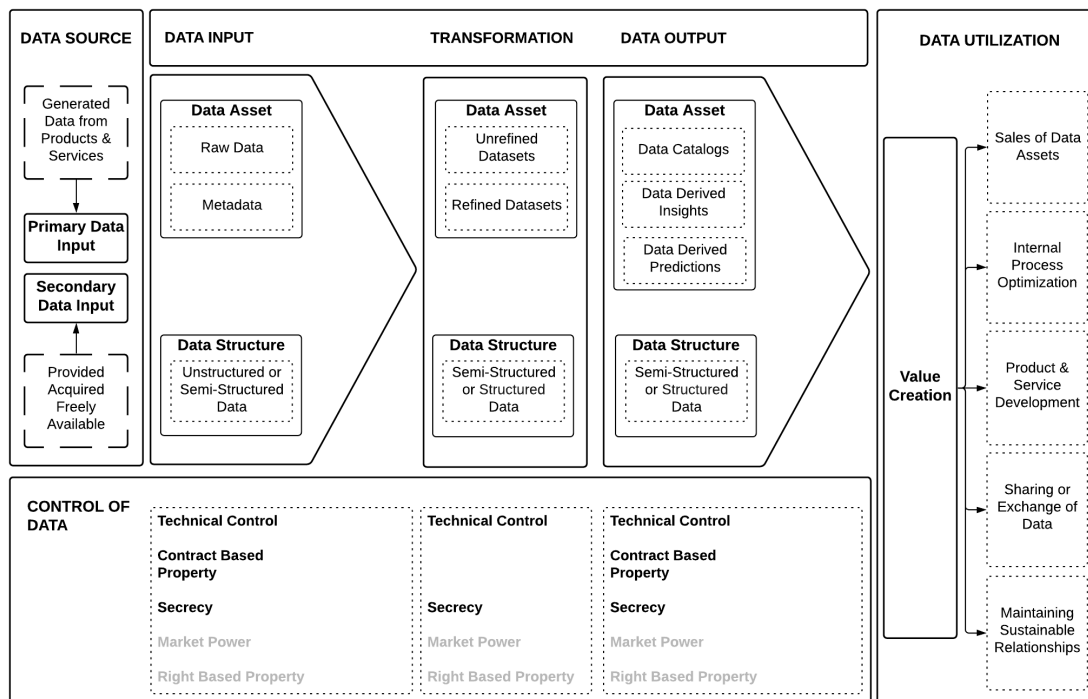 DATA SOURCE
Generated
Data from
Products &
Services
Primary Data
Input
Secondary
Data Input
Provided
Acquired
Freely
Available
DATA INPUT
Data Asset
Raw Data
Metadata
Data Structure
Unstructured or
Semi-Structured
Data
TRANSFORMATION
Data Asset
Unrefined
Datasets
Refined Datasets
Data Structure
Semi-Structured
or Structured
Data
DATA OUTPUT
Data Asset
Data Catalogs
Data Derived
Insights
Data Derived
Predictions
Data Structure
Semi-Structured
or Structured
Data
DATA UTILIZATION
Value
Creation
Sales of Data
Assets
Internal
Process
Optimization
Product &
Service
Development
Sharing or
Exchange of
Data
Maintaining
Sustainable
Relationships
CONTROL OF
DATA
Technical Control
Contract Based
Property
Secrecy
Market Power
Right Based Property
Technical Control
Secrecy
Market Power
Right Based Property
Technical Control
Contract Based
Property
Secrecy
Market Power
Right Based Property